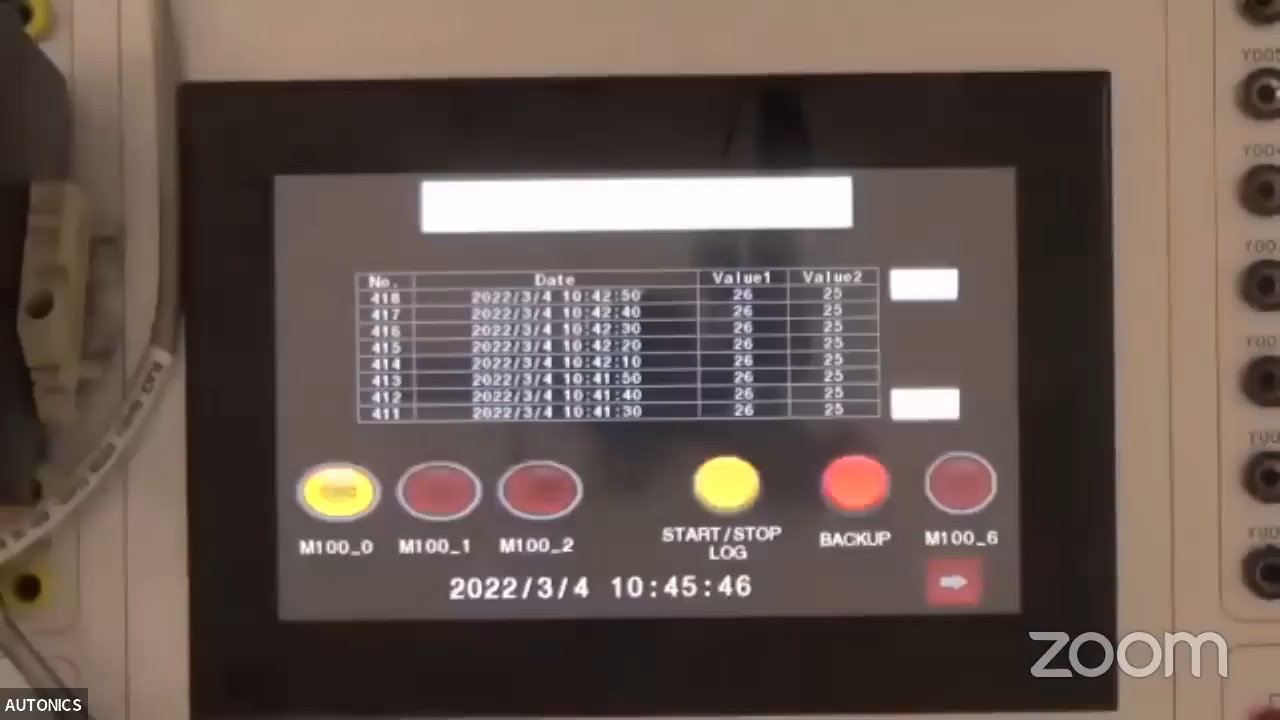 No. Date Value1 Value2
418 2022/3/4 10:42:50 26 25
417 2022/3/4 10:42:40 26 25
416 2022/3/4 10:42:30 26 25
415 2022/3/4 10:42:20 26 25
414 2022/3/4 10:42:10 26 25
413 2022/3/4 10:41:50 26 25
412 2022/3/4 10:41:40 26 25
411 2022/3/4 10:41:30 26 25
M100_0 M100_1 M100_2
START/STOP LOG
BACKUP
M100_6
2022/3/4 10:45:46
Y005
Y004
zoom
AUTONICS